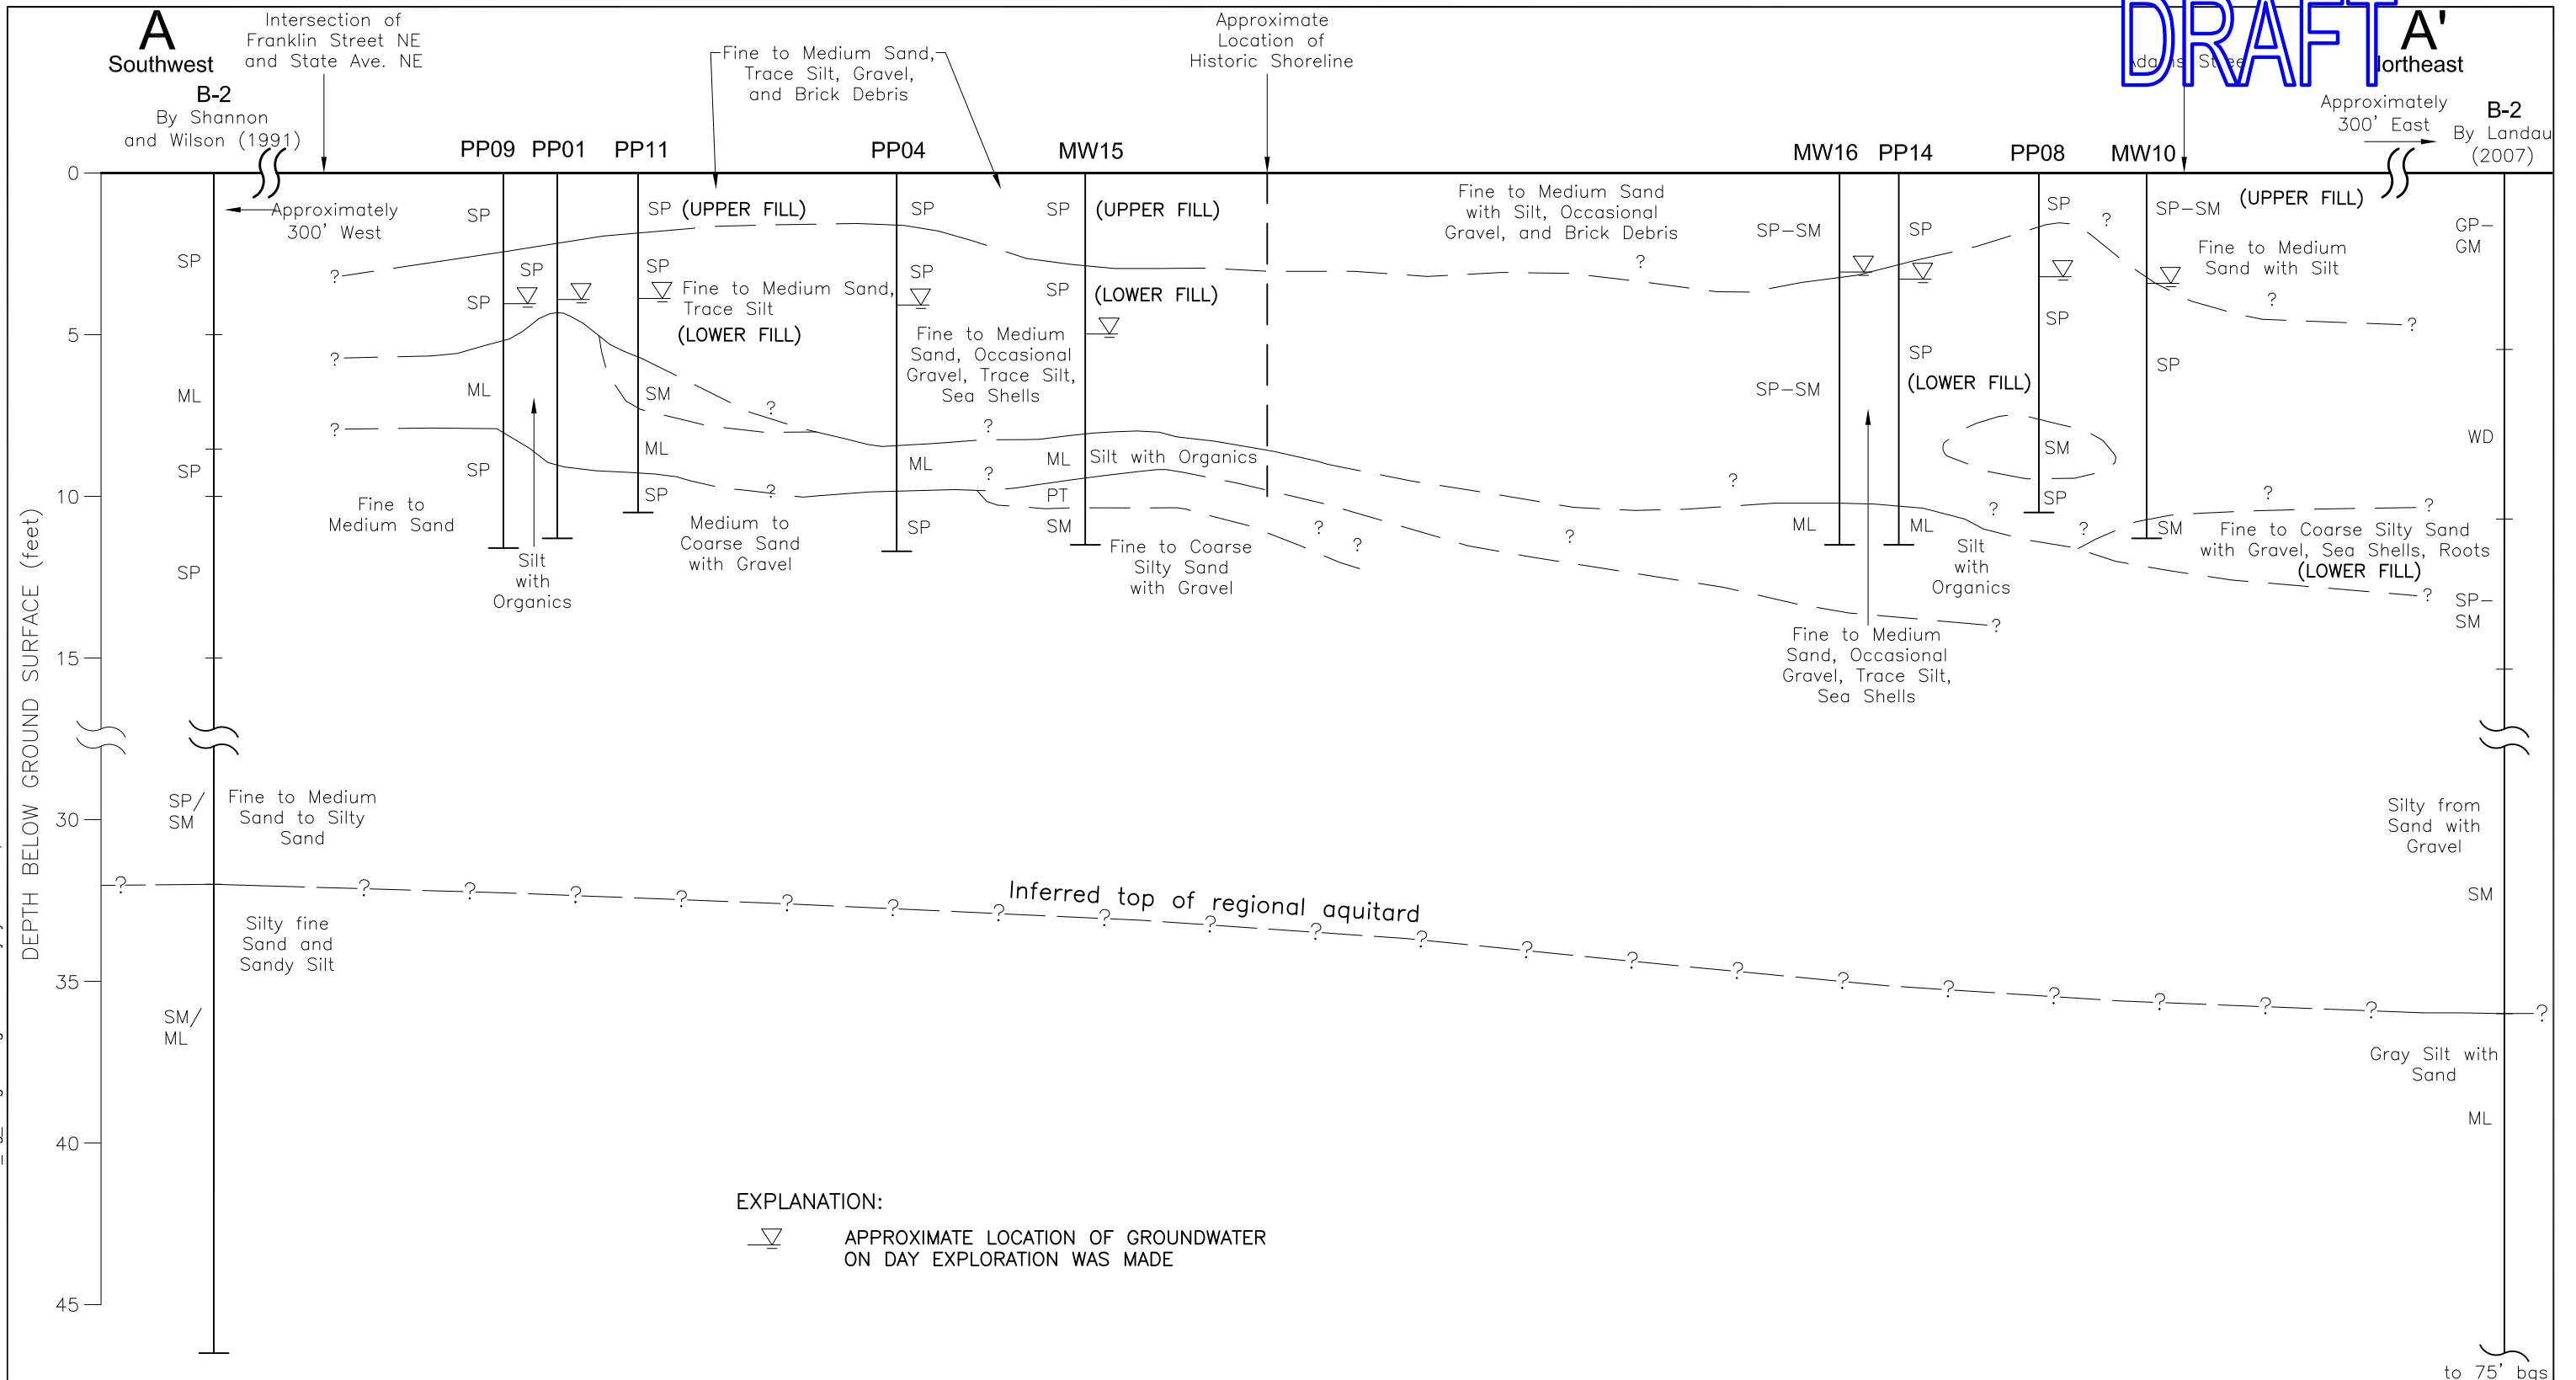 DRAFT
A
Southwest
A'
Northeast
Intersection of
Franklin Street NE
and State Ave. NE
B-2
By Shannon
and Wilson (1991)
Fine to Medium Sand,
Trace Silt, Gravel,
and Brick Debris
Approximate
Location of
Historic Shoreline
Adams Street
Approximately
300' East
B-2
By Landau
(2007)
PP09
PP01
PP11
PP04
MW15
MW16
PP14
PP08
MW10
DEPTH BELOW GROUND SURFACE (feet)
0
5
10
15
30
35
40
45
Approximately
300' West
SP
ML
SP
SP
SP/
SM
SM/
ML
Fine to Medium
Sand to Silty
Sand
Silty fine
Sand and
Sandy Silt
?
?
?
SP
SP
ML
SP
Fine to
Medium Sand
SP
Silt
with
Organics
SP
SP
SM
ML
SP
(UPPER FILL)
Fine to Medium Sand,
Trace Silt
(LOWER FILL)
?
?
Medium to
Coarse Sand
with Gravel
SP
SP
ML
SP
Fine to Medium
Sand, Occasional
Gravel, Trace Silt,
Sea Shells
?
?
SP
SP
ML
PT
SM
(UPPER FILL)
(LOWER FILL)
Silt with Organics
Fine to Coarse
Silty Sand
with Gravel
?
?
Fine to Medium Sand
with Silt, Occasional
Gravel, and Brick Debris
?
?
?
SP-SM
SP-SM
ML
SP
SP
(LOWER FILL)
ML
Silt
with
Organics
?
?
Fine to Medium
Sand, Occasional
Gravel, Trace Silt,
Sea Shells
SP
SP
SM
SP
?
?
SP-SM
SP
SM
(UPPER FILL)
Fine to Medium
Sand with Silt
?
?
?
?
Fine to Coarse Silty Sand
with Gravel, Sea Shells, Roots
(LOWER FILL)
?
GP-
GM
WD
SP-
SM
Silty from
Sand with
Gravel
SM
Gray Silt with
Sand
ML
to 75' bgs
? ? ? ? ? ? ? ? ? ? ? ? ? ? ? ? ? ? ? ? ? ? ? ?
Inferred top of regional aquitard
EXPLANATION:
APPROXIMATE LOCATION OF GROUNDWATER
ON DAY EXPLORATION WAS MADE